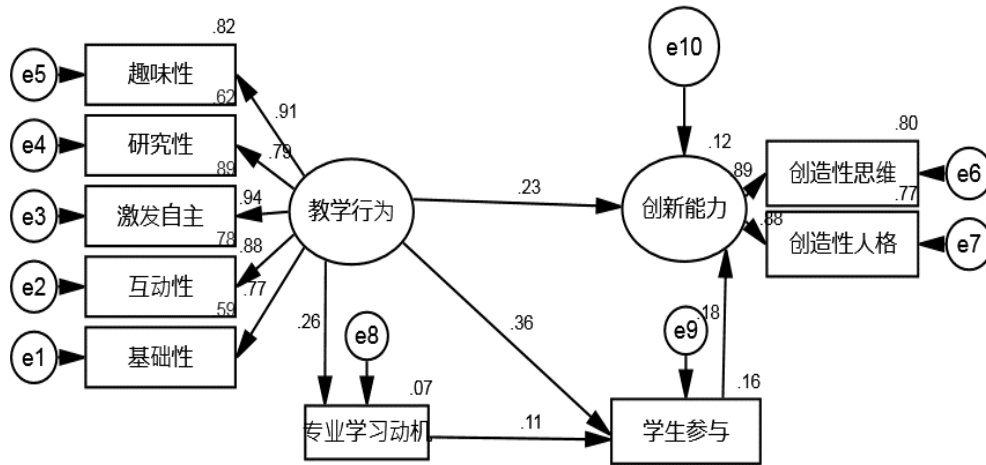 .82
e5
趣味性
.62
.91
e4
研究性
.79
.89
e3
激发自主
.94
.78
e2
互动性
.88
.59
e1
基础性
.77
教学行为
.23
e10
.12
创新能力
.89
.80
创造性思维
e6
.77
.88
创造性人格
e7
.26
e8
.07
专业学习动机
.36
.11
e9
.18
.16
学生参与